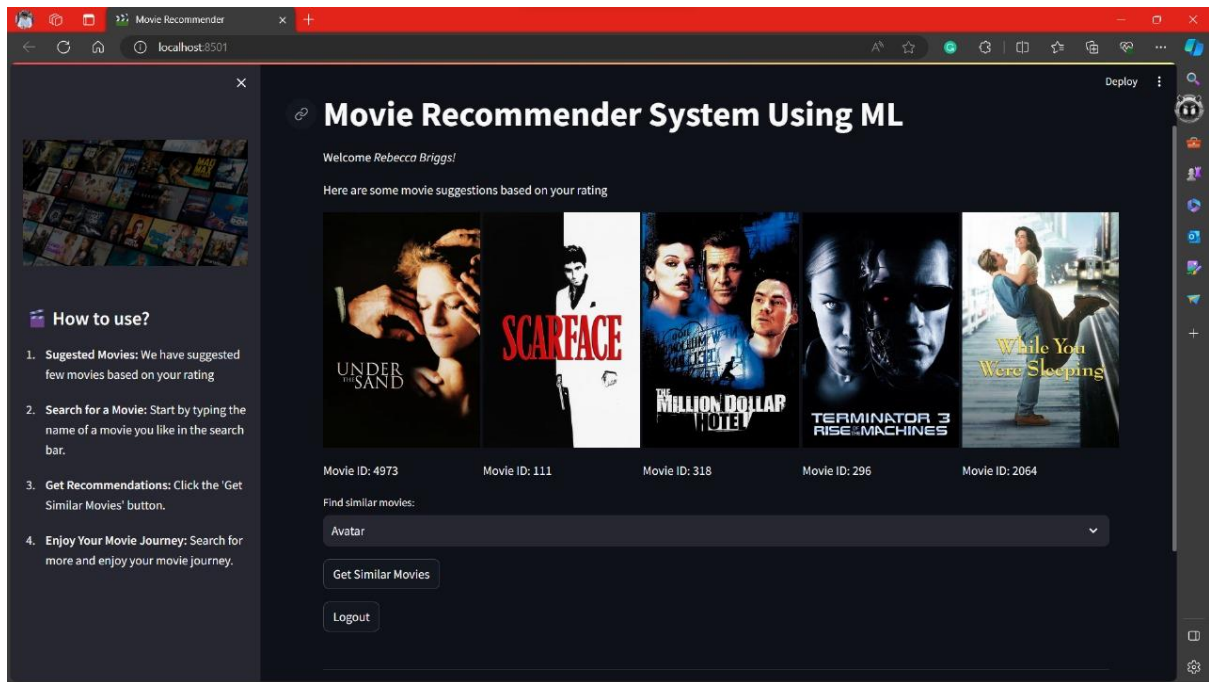 Movie Recommender
localhost:8501
Deploy
Movie Recommender System Using ML
Welcome Rebecca Briggs!
Here are some movie suggestions based on your rating
MAD
MAX
UNDER
THE SAND
SCARFACE
THE
MILLION DOLLAR
HOTEL
TERMINATOR 3
RISE OF THE MACHINES
While You
Were Sleeping
Movie ID: 4973
Movie ID: 111
Movie ID: 318
Movie ID: 296
Movie ID: 2064
Find similar movies:
Avatar
Get Similar Movies
Logout
How to use?
1. Sugested Movies: We have suggested
few movies based on your rating
2. Search for a Movie: Start by typing the
name of a movie you like in the search
bar.
3. Get Recommendations: Click the 'Get
Similar Movies' button.
4. Enjoy Your Movie Journey: Search for
more and enjoy your movie journey.